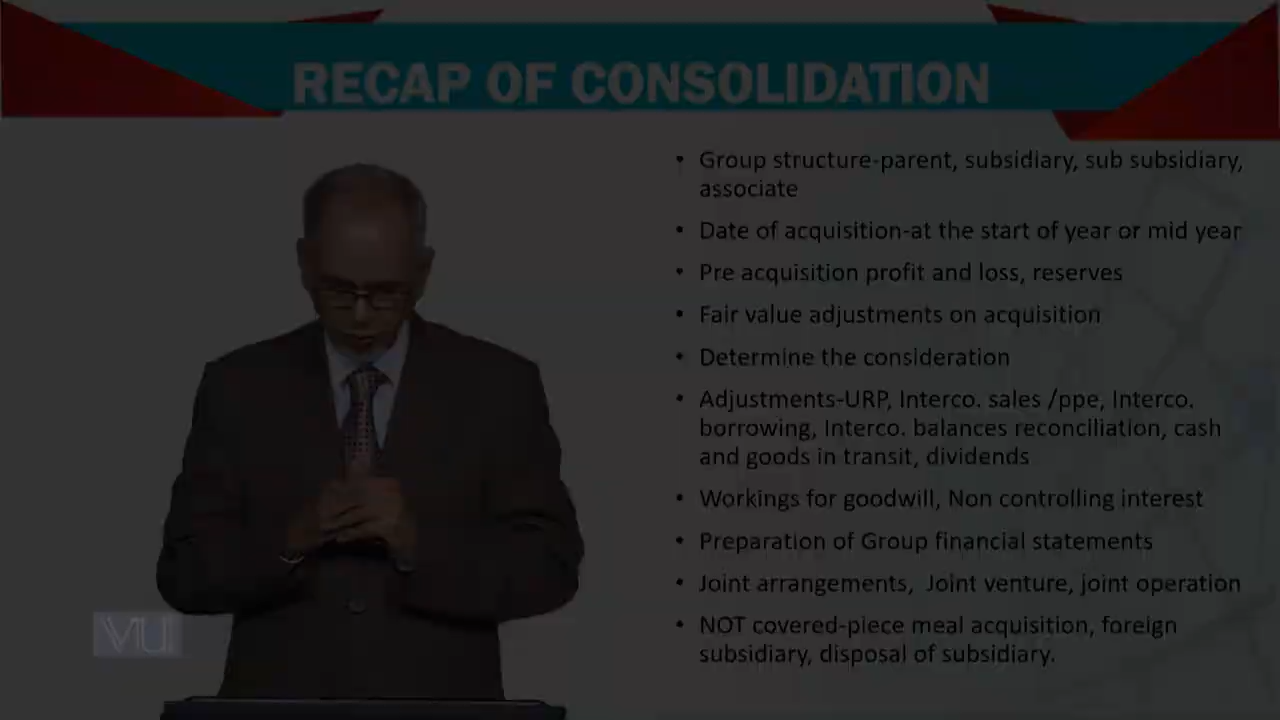 RECAP OF CONSOLIDATION
• Group structure-parent, subsidiary, sub subsidiary,
associate
• Date of acquisition-at the start of year or mid year
• Pre acquisition profit and loss, reserves
• Fair value adjustments on acquisition
• Determine the consideration
• Adjustments-URP, Interco. sales /ppe, Interco.
borrowing, Interco. balances reconciliation, cash
and goods in transit, dividends
• Workings for goodwill, Non controlling interest
• Preparation of Group financial statements
• Joint arrangements, Joint venture, joint operation
• NOT covered-piece meal acquisition, foreign
subsidiary, disposal of subsidiary.
VU